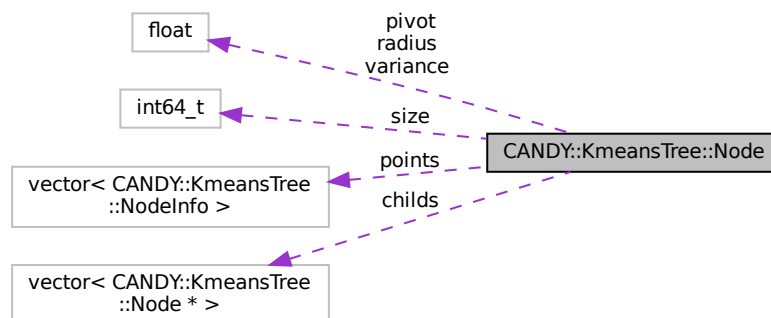 float
pivot
radius
variance
int64_t
size
CANDY::KmeansTree::Node
points
vector< CANDY::KmeansTree
::NodeInfo >
childs
vector< CANDY::KmeansTree
::Node * >